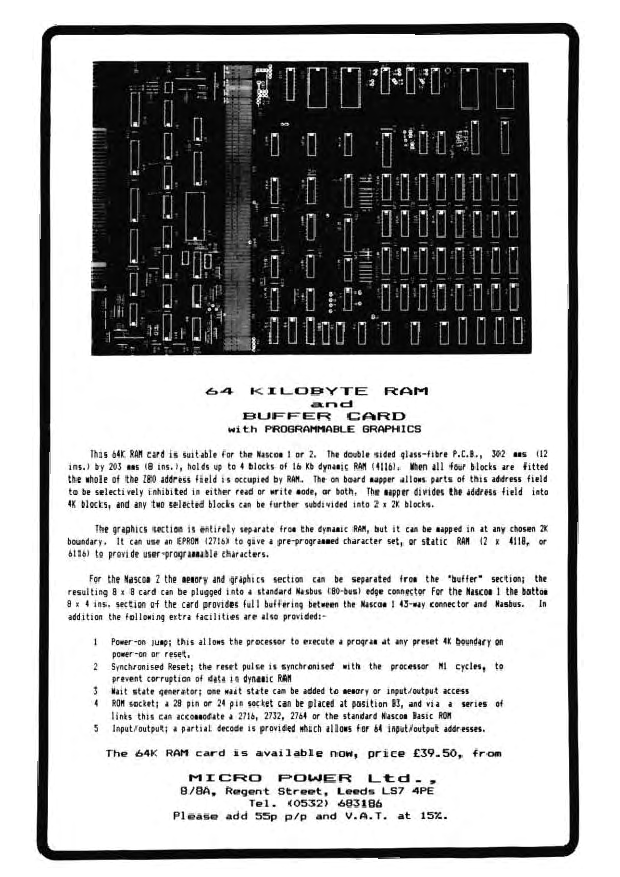 64 KILOBYTE RAM
and
BUFFER CARD
with PROGRAMMABLE GRAPHICS
This 64K RAM card is suitable for the Nascom 1 or 2. The double sided glass-fibre P.C.B., 302 mms (12
ins.) by 203 mms (8 ins.), holds up to 4 blocks of 16 Kb dynamic RAM (4116). When all four blocks are fitted
the whole of the Z80 address field is occupied by RAM. The on board mapper allows parts of this address field
to be selectively inhibited in either read or write mode, or both. The mapper divides the address field into
4K blocks, and any two selected blocks can be further subdivided into 2 x 2K blocks.
The graphics section is entirely separate from the dynamic RAM, but it can be mapped in at any chosen 2K
boundary. It can use an EPROM (2716) to give a pre-programmed character set, or static RAM (2 x 4118, or
6116) to provide user-programmable characters.
For the Nascom 2 the memory and graphics section can be separated from the "buffer" section; the
resulting 8 x 8 card can be plugged into a standard Nasbus (80-bus) edge connector For the Nascom 1 the bottom
8 x 4 ins. section of the card provides full buffering between the Nascom 1 43-way connector and Nasbus. In
addition the following extra facilities are also provided:-
1 Power-on jump; this allows the processor to execute a program at any preset 4K boundary on
power-on or reset.
2 Synchronised Reset; the reset pulse is synchronised with the processor M1 cycles, to
prevent corruption of data in dynamic RAM
3 Wait state generator; one wait state can be added to memory or input/output access
4 ROM socket; a 28 pin or 24 pin socket can be placed at position B3, and via a series of
links this can accommodate a 2716, 2732, 2764 or the standard Nascom Basic ROM
5 Input/output; a partial decode is provided which allows for 64 input/output addresses.
The 64K RAM card is available now, price £39.50, from
MICRO POWER Ltd.,
8/8A, Regent Street, Leeds LS7 4PE
Tel. (0532) 683186
Please add 55p p/p and V.A.T. at 15%.